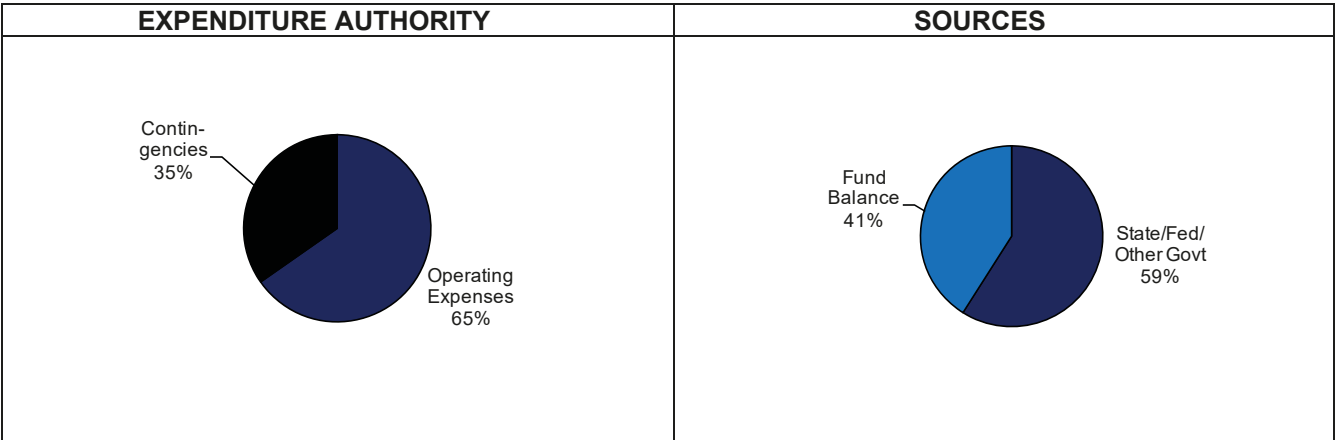 EXPENDITURE AUTHORITY
Contin-
gencies
35%
Operating
Expenses
65%
SOURCES
Fund
Balance
41%
State/Fed/
Other Govt
59%